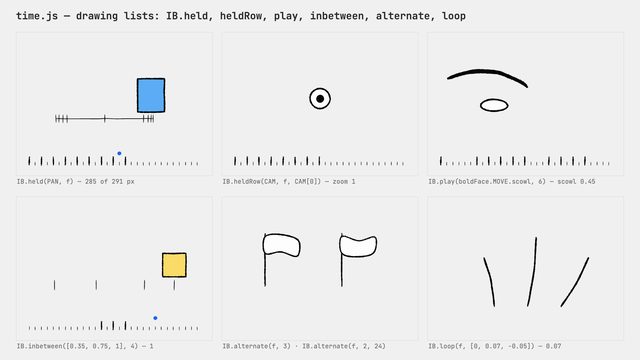 time.js — drawing lists: IB.held, heldRow, play, inbetween, alternate, loop
IB.held(PAN, f) — 285 of 291 px
IB.heldRow(CAM, f, CAM[0]) — zoom 1
IB.play(boldFace.MOVE.scowl, 6) — scowl 0.45
IB.inbetween([0.35, 0.75, 1], 4) — 1
IB.alternate(f, 3) · IB.alternate(f, 2, 24)
IB.loop(f, [0, 0.07, -0.05]) — 0.07